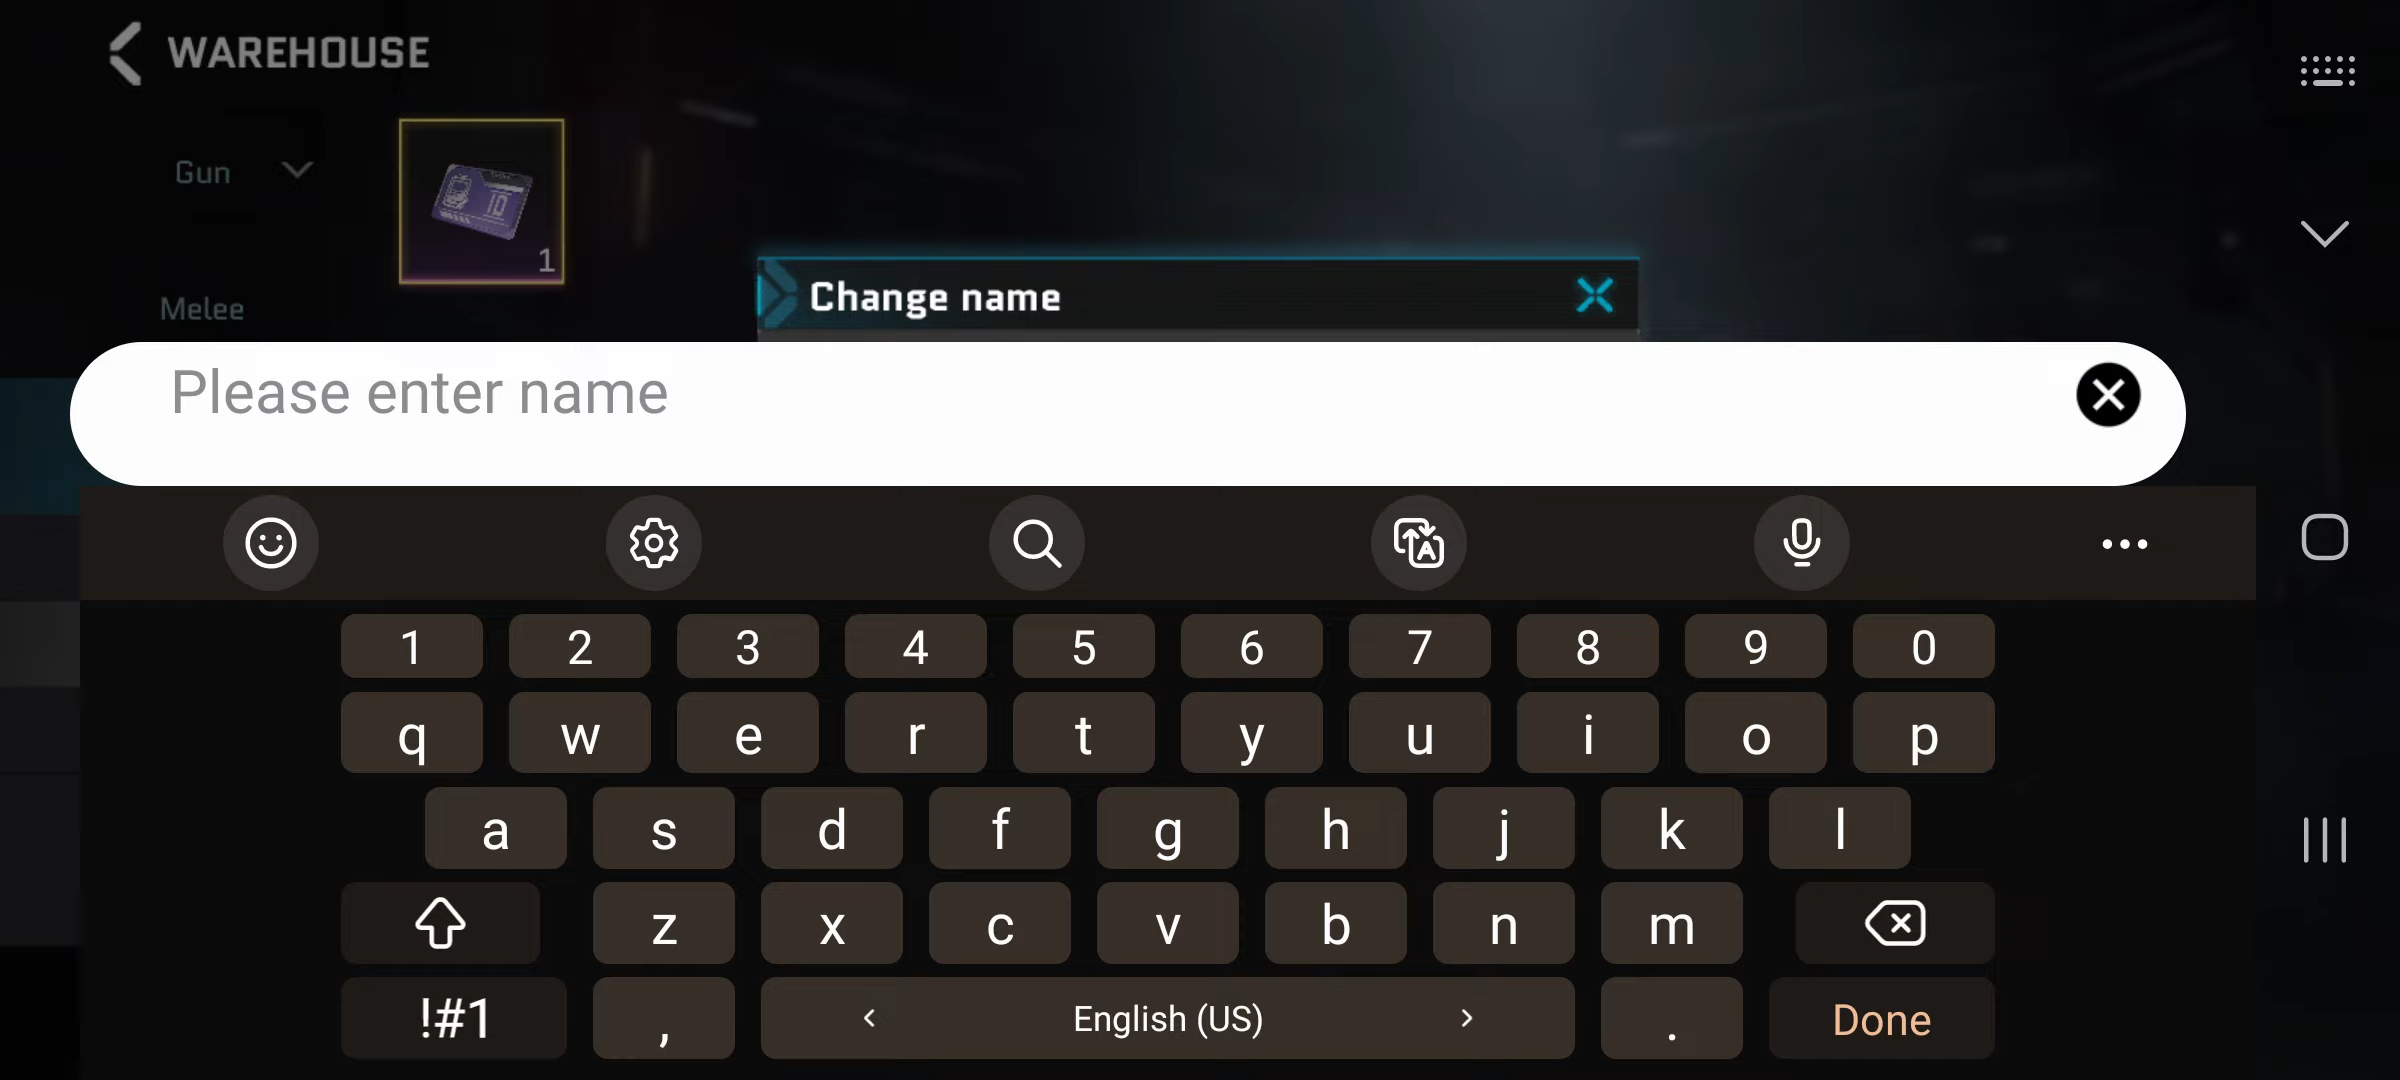 WAREHOUSE
Gun
ID
1
Melee
Change name
Please enter name
1 2 3 4 5 6 7 8 9 0
q w e r t y u i o p
a s d f g h j k l
z x c v b n m
!#1 , < English (US) > . Done